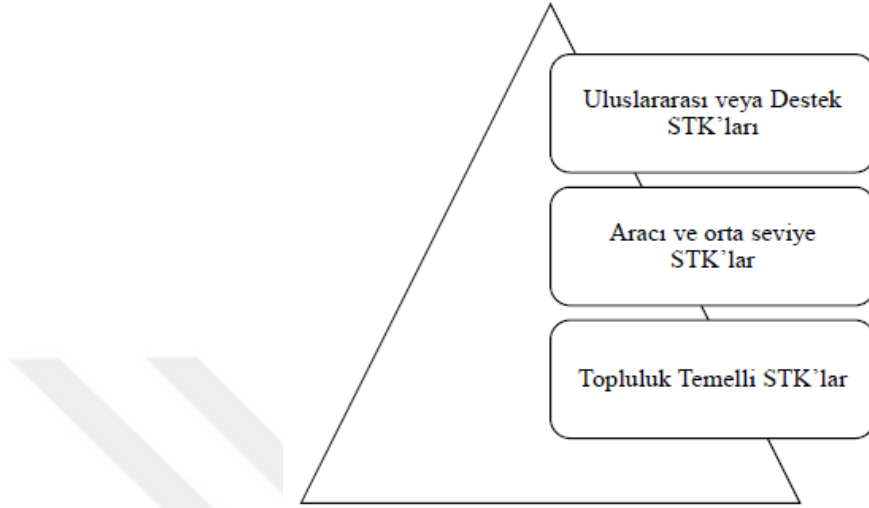 Uluslararası veya Destek
STK’ları
Aracı ve orta seviye
STK’lar
Topluluk Temelli STK’lar